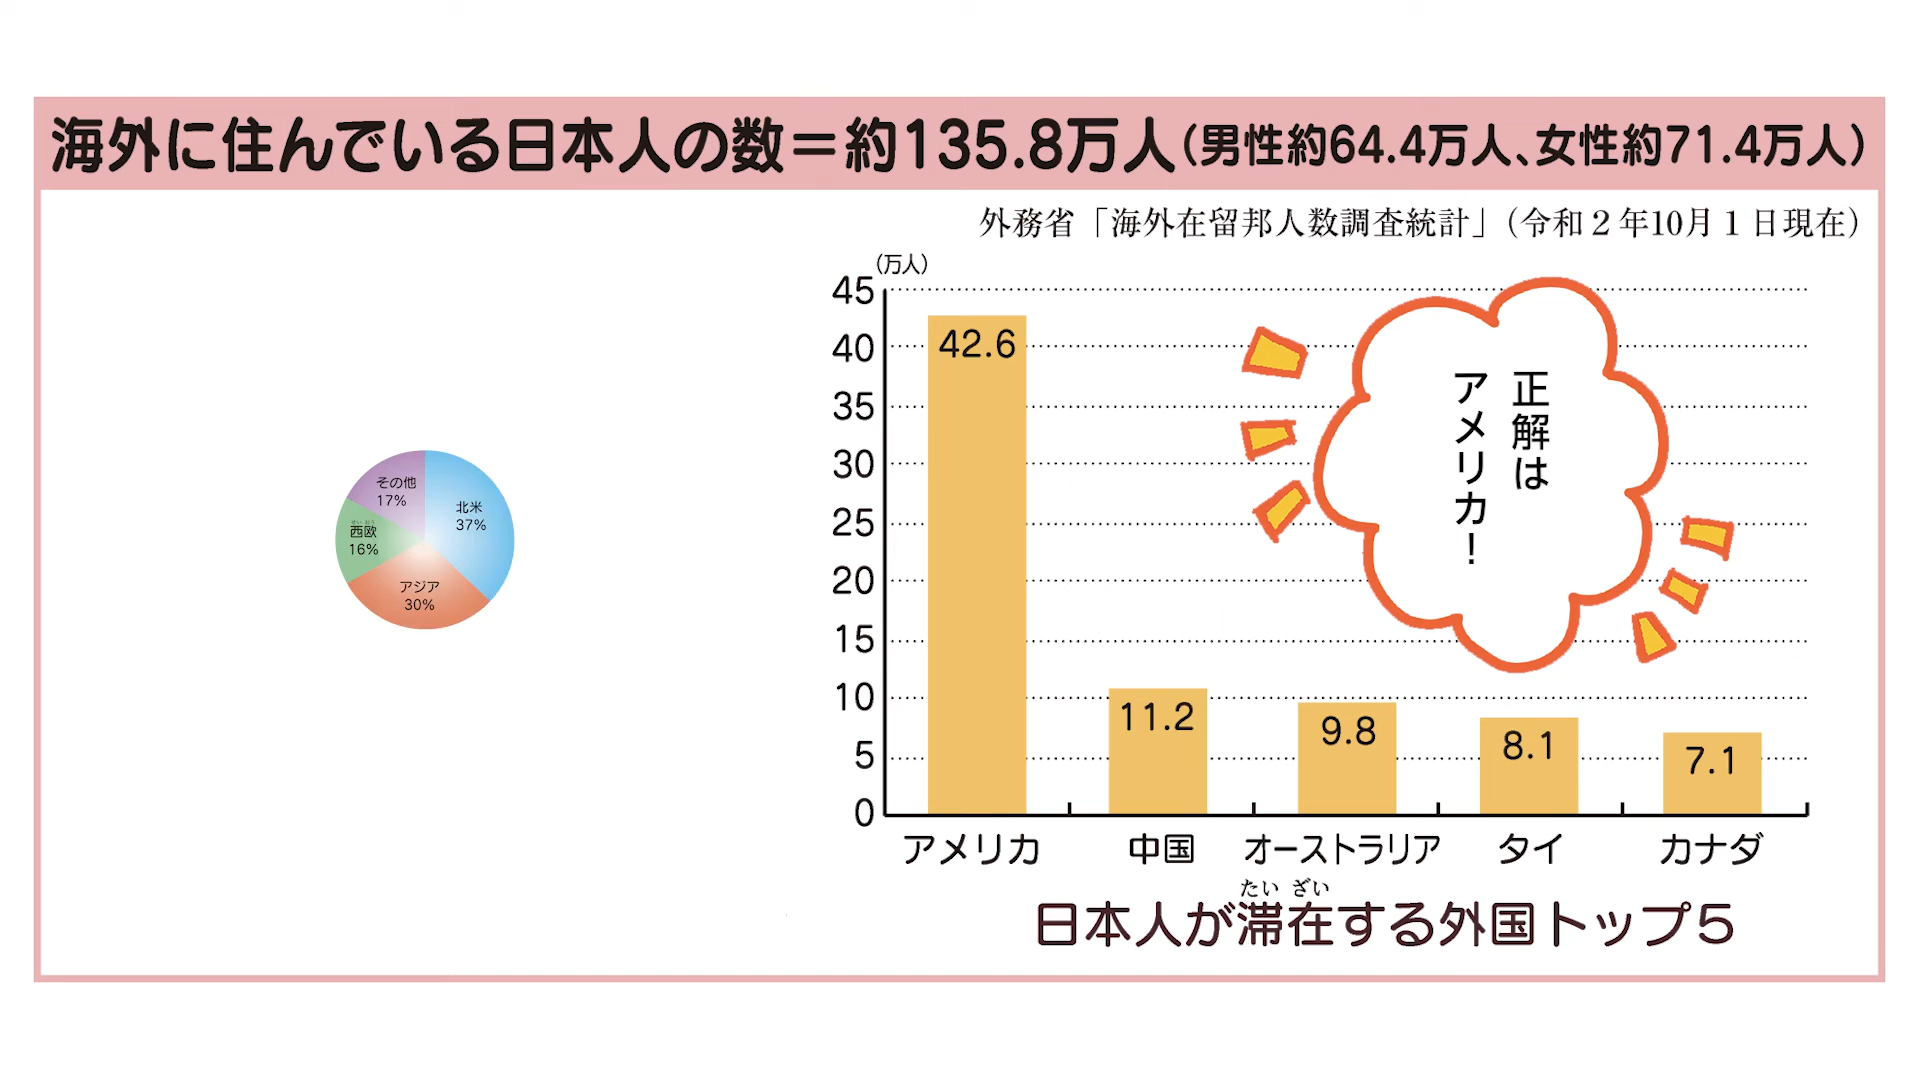 海外に住んでいる日本人の数＝約135.8万人(男性約64.4万人、女性約71.4万人)
外務省「海外在留邦人数調査統計」(令和２年10月１日現在)
その他
17%
北米
37%
せい おう
西欧
16%
アジア
30%
(万人)
45
40
35
30
25
20
15
10
5
0
42.6
11.2
9.8
8.1
7.1
正解は
アメリカ！
アメリカ
中国
オーストラリア
タイ
カナダ
たい ざい
日本人が滞在する外国トップ５